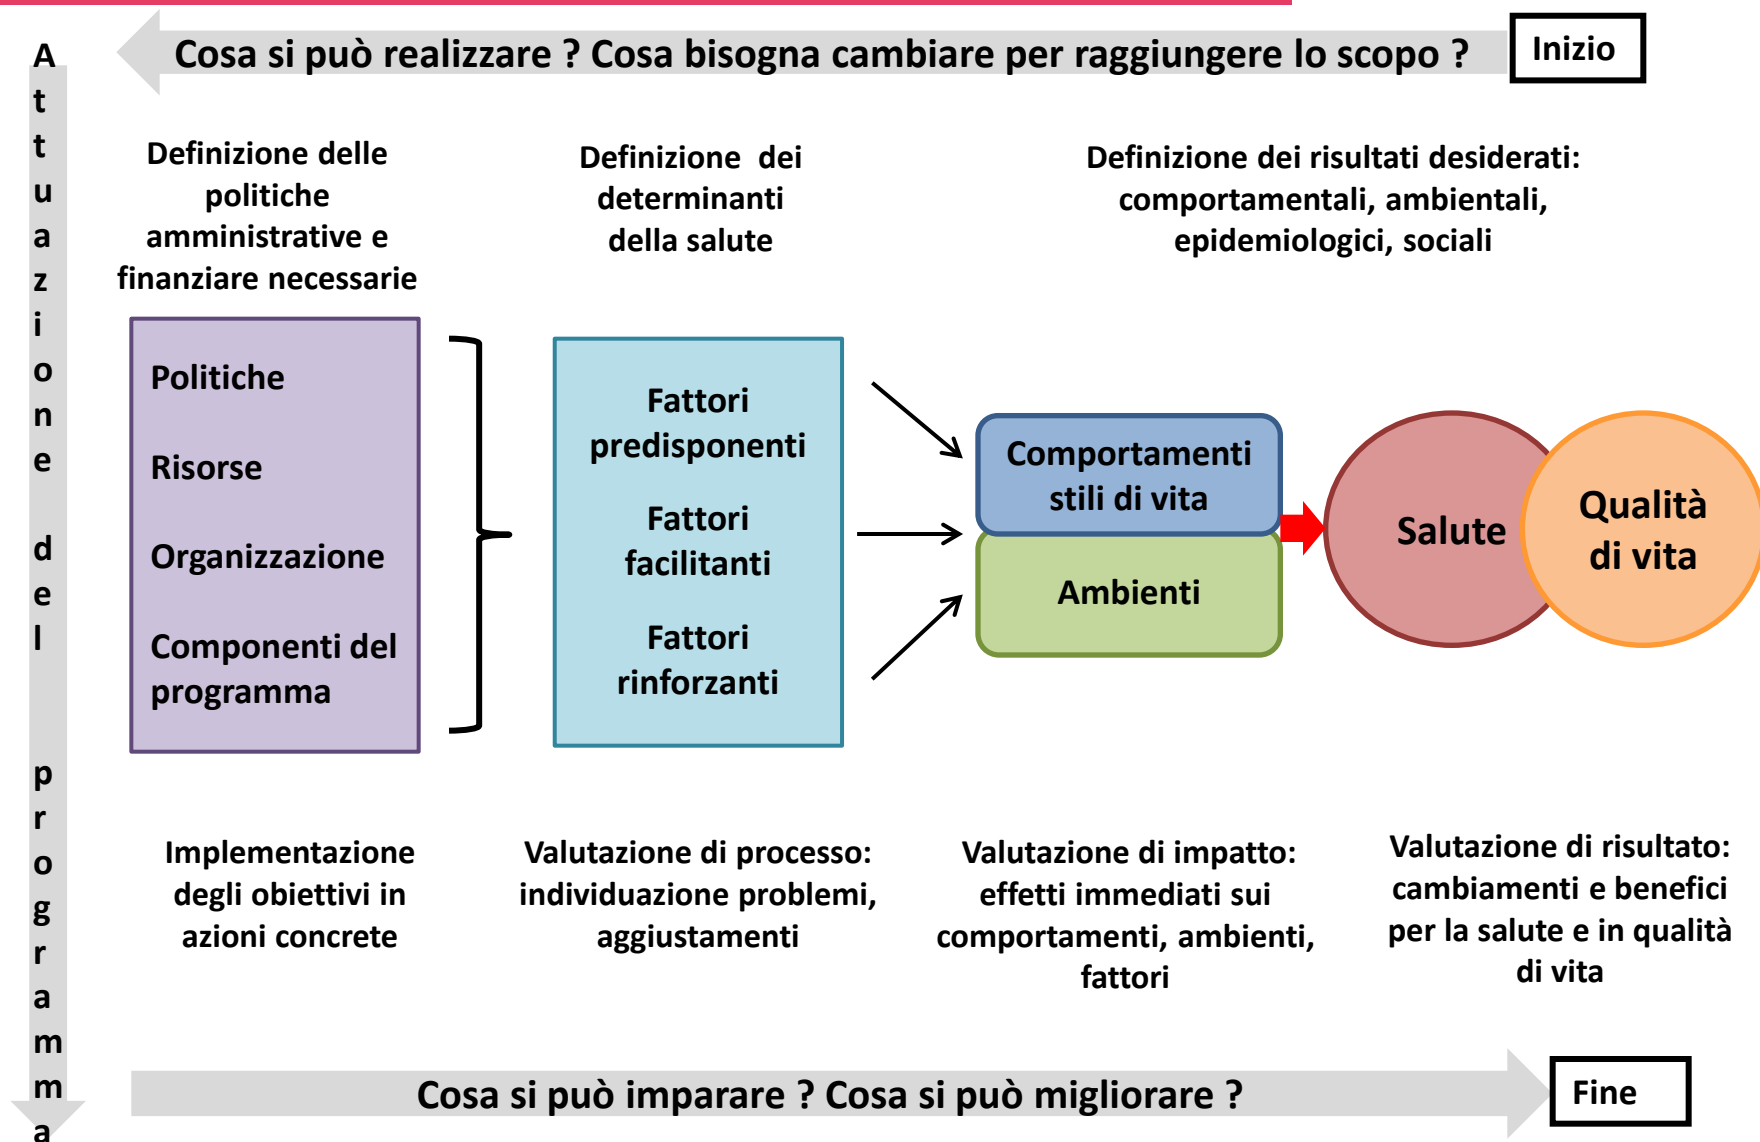 Cosa si può realizzare ? Cosa bisogna cambiare per raggiungere lo scopo ?
Inizio
Attuazione del programma
Definizione delle
politiche
amministrative e
finanziare necessarie
Definizione dei
determinanti
della salute
Definizione dei risultati desiderati:
comportamentali, ambientali,
epidemiologici, sociali
Politiche
Risorse
Organizzazione
Componenti del
programma
Fattori
predisponenti
Fattori
facilitanti
Fattori
rinforzanti
Comportamenti
stili di vita
Ambienti
Salute
Qualità
di vita
Implementazione
degli obiettivi in
azioni concrete
Valutazione di processo:
individuazione problemi,
aggiustamenti
Valutazione di impatto:
effetti immediati sui
comportamenti, ambienti,
fattori
Valutazione di risultato:
cambiamenti e benefici
per la salute e in qualità
di vita
Cosa si può imparare ? Cosa si può migliorare ?
Fine